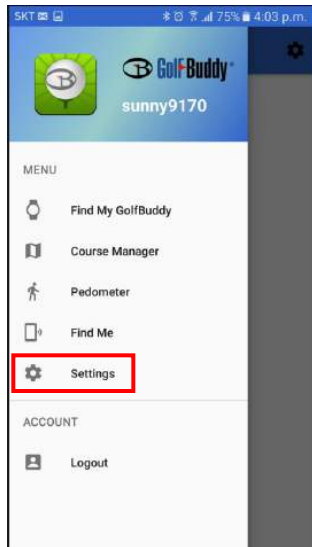 SKT 75% 4:03 p.m.
GolfBuddy
sunny9170
MENU
Find My GolfBuddy
Course Manager
Pedometer
Find Me
Settings
ACCOUNT
Logout